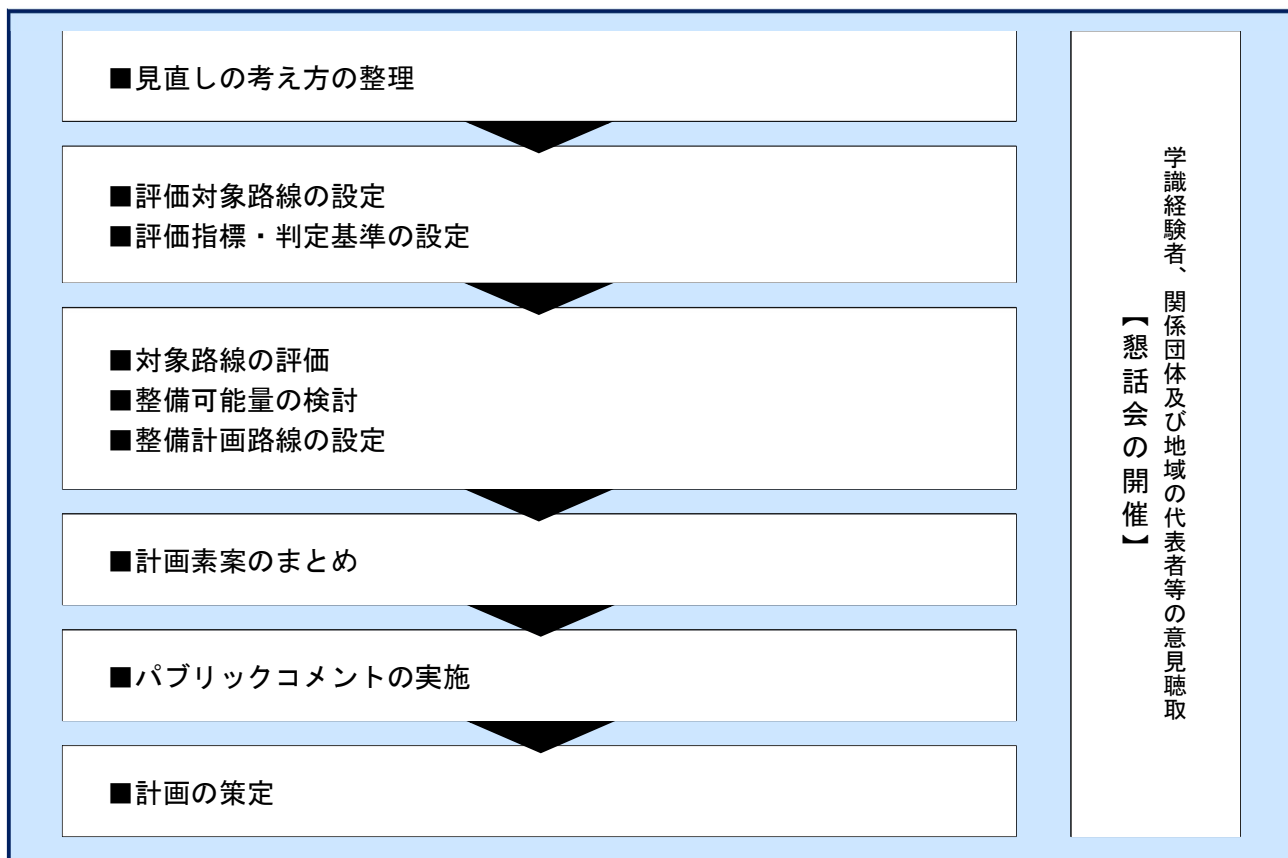 ■見直しの考え方の整理
■評価対象路線の設定
■評価指標・判定基準の設定
■対象路線の評価
■整備可能量の検討
■整備計画路線の設定
■計画素案のまとめ
■パブリックコメントの実施
■計画の策定
学識経験者、関係団体及び地域の代表者等の意見聴取
【懇話会の開催】